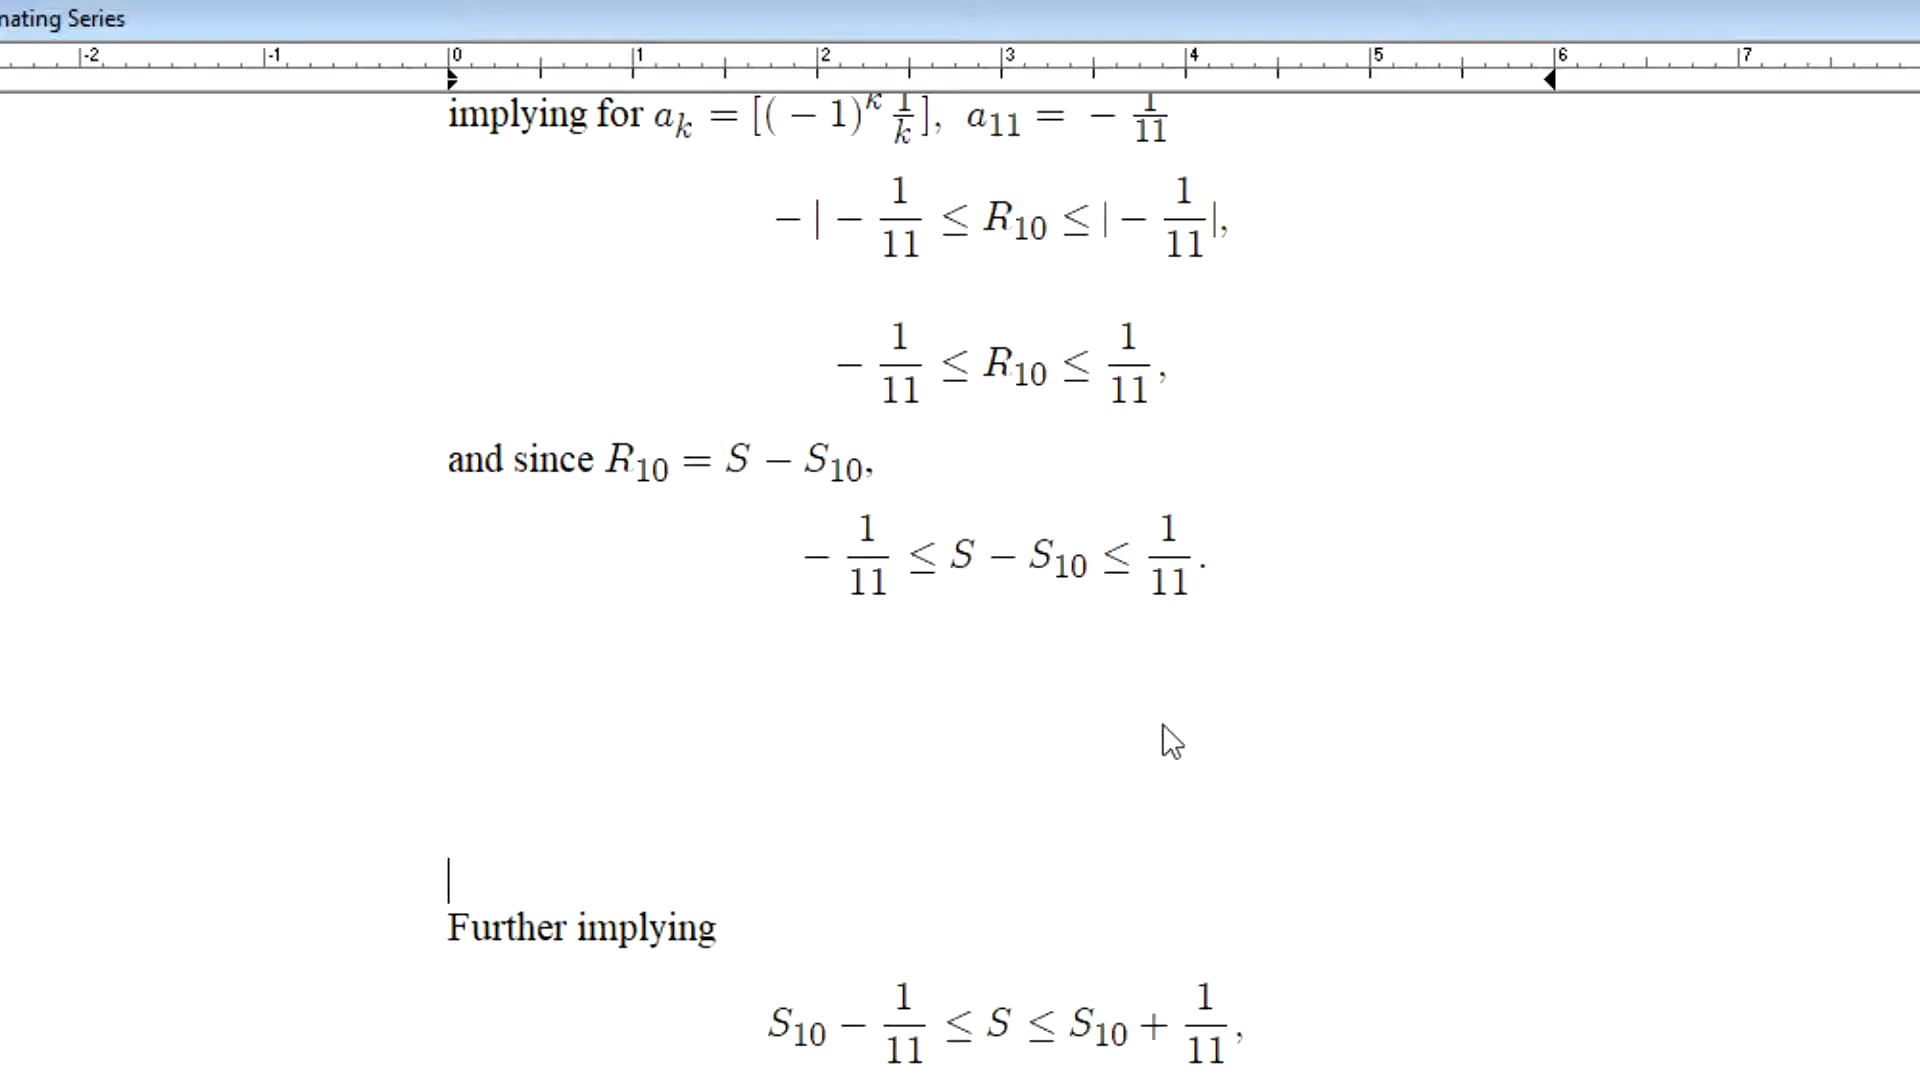 nating Series
-2 -1 0 1 2 3 4 5 6 7
implying for a_k = [( − 1)^k 1/k], a_11 = − 1/11
− | − 1/11 ≤ R_10 ≤ | − 1/11|,
− 1/11 ≤ R_10 ≤ 1/11,
and since R_10 = S − S_10,
− 1/11 ≤ S − S_10 ≤ 1/11.
Further implying
S_10 − 1/11 ≤ S ≤ S_10 + 1/11,